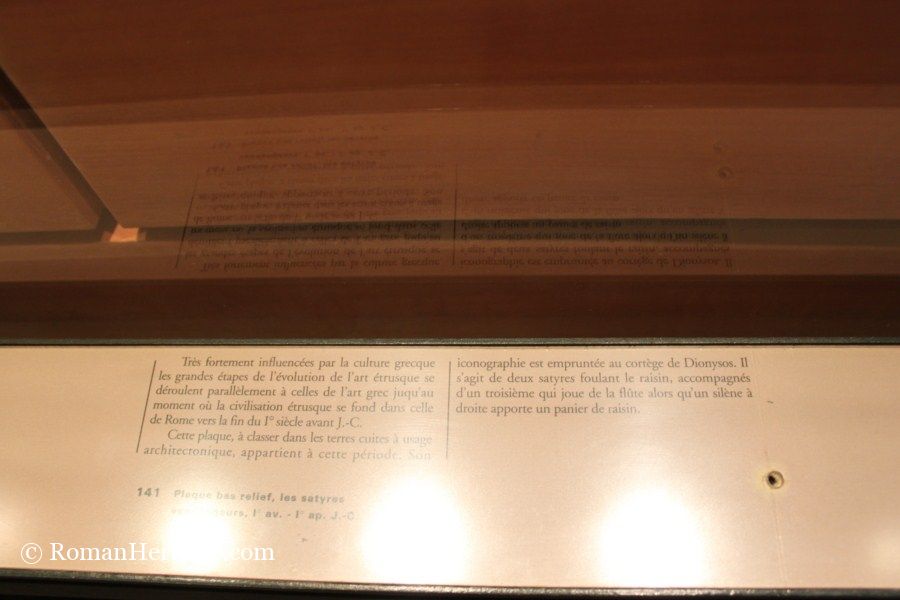 Très fortement influencées par la culture grecque
les grandes étapes de l'évolution de l'art étrusque se
déroulent parallèlement à celles de l'art grec juqu'au
moment où la civilisation étrusque se fond dans celle
de Rome vers la fin du I° siècle avant J.-C.
Cette plaque, à classer dans les terres cuites à usage
architecronique, appartient à cette période. Son
iconographie est empruntée au cortège de Dionysos. Il
s'agit de deux satyres foulant le raisin, accompagnés
d'un troisième qui joue de la flûte alors qu'un silène à
droite apporte un panier de raisin.
141 Plaque bas relief, les satyres
I° av. - I° ap. J.-C
© RomanHe .com